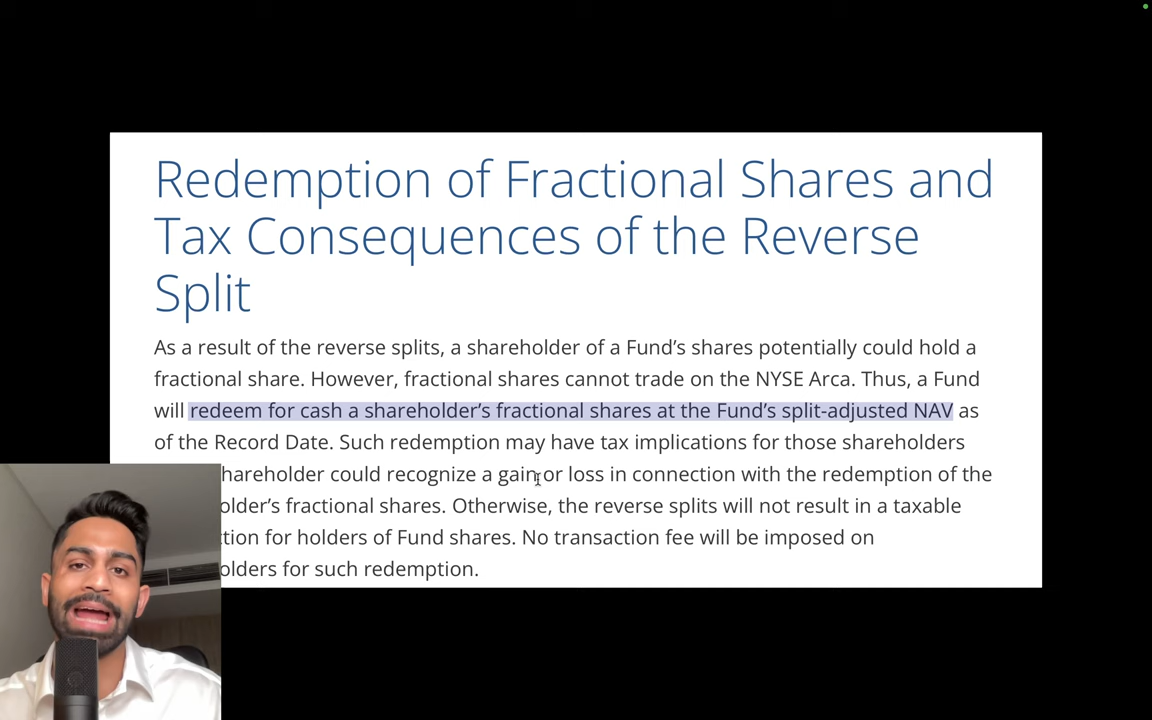 Redemption of Fractional Shares and
Tax Consequences of the Reverse
Split
As a result of the reverse splits, a shareholder of a Fund’s shares potentially could hold a
fractional share. However, fractional shares cannot trade on the NYSE Arca. Thus, a Fund
will redeem for cash a shareholder’s fractional shares at the Fund’s split-adjusted NAV as
of the Record Date. Such redemption may have tax implications for those shareholders
could recognize a gain or loss in connection with the redemption of the
fractional shares. Otherwise, the reverse splits will not result in a taxable
for holders of Fund shares. No transaction fee will be imposed on
for such redemption.